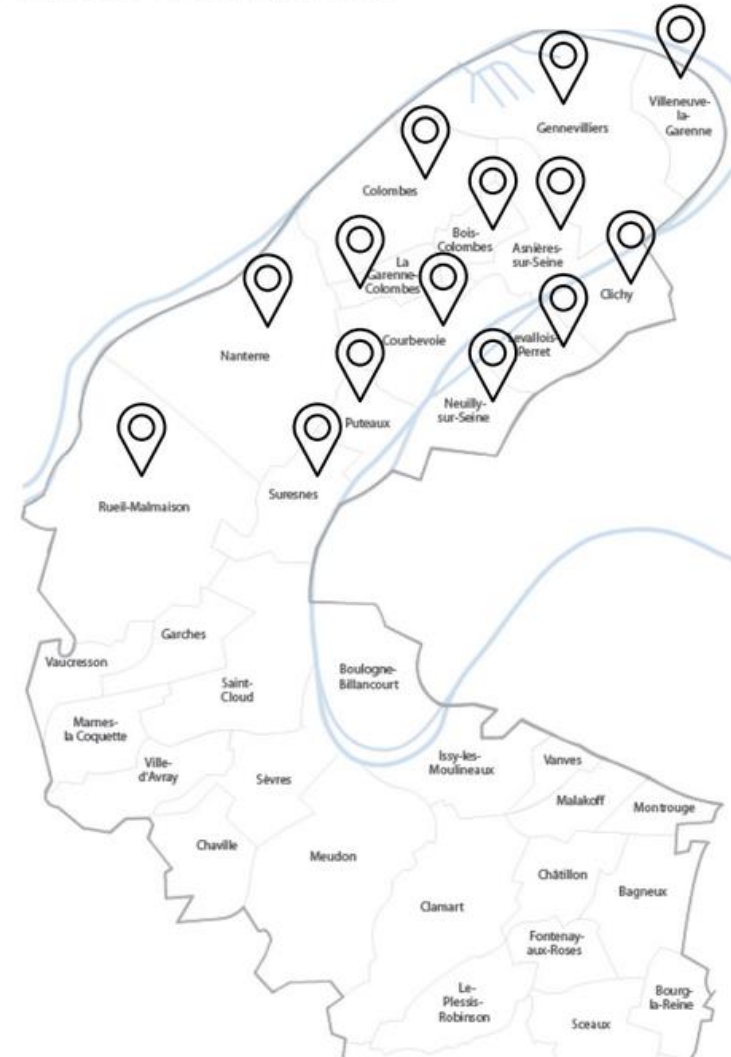 Villeneuve-
la-
Garenne
Gennevilliers
Colombes
Bois-
Colombes
Asnières-
sur-Seine
La
Garenne-
Colombes
Clichy
Courbevoie
Levallois-
Perret
Nanterre
Neuilly-
sur-Seine
Puteaux
Suresnes
Rueil-Malmaison
Garches
Vaucresson
Saint-
Cloud
Boulogne-
Billancourt
Marnes-
la Coquette
Ville-
d'Avray
Sèvres
Issy-les-
Moulineaux
Vanves
Malakoff
Montrouge
Chaville
Meudon
Châtillon
Bagneux
Clamart
Fontenay-
aux-Roses
Le-
Plessis-
Robinson
Bourg-
la-Reine
Sceaux